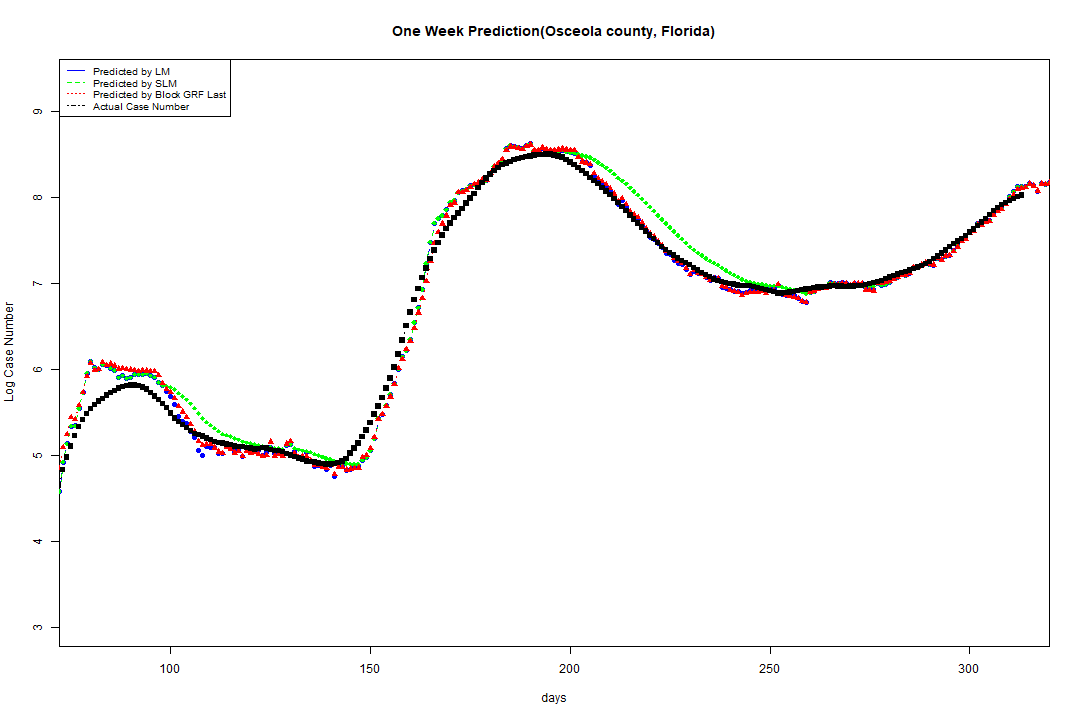 One Week Prediction(Osceola county, Florida)
Predicted by LM
Predicted by SLM
Predicted by Block GRF Last
Actual Case Number
9
8
7
6
5
4
3
Log Case Number
100 150 200 250 300
days